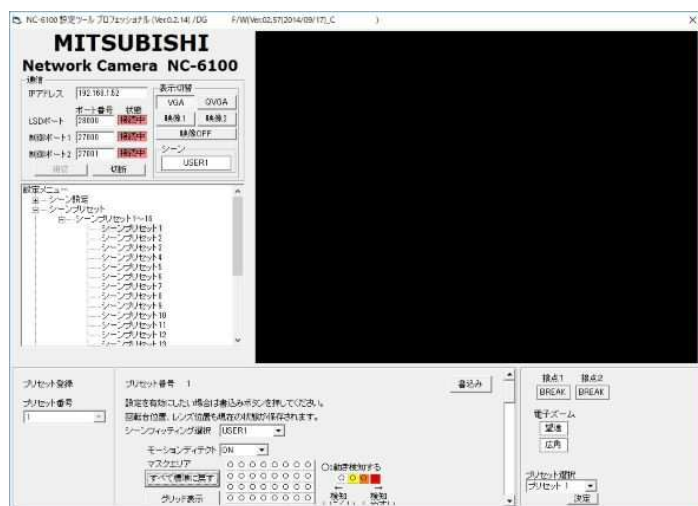 NC-6100 設定ツール プロフェッショナル (Ver.0.2.14) /DG F/W(Ver.02.57(2014/09/17)_C )
MITSUBISHI
Network Camera NC-6100
通信
IPアドレス 192.168.1.52
ポート番号 状態
LSDポート 28000 接続中
制御ポート1 27000 接続中
制御ポート2 27001 接続中
接続 切断
表示切替
VGA QVGA
映像1 映像2
映像OFF
シーン
USER1
設定メニュー
シーン設定
シーンプリセット
シーンプリセット1~16
シーンプリセット1
シーンプリセット2
シーンプリセット3
シーンプリセット4
シーンプリセット5
シーンプリセット6
シーンプリセット7
シーンプリセット8
シーンプリセット9
シーンプリセット10
シーンプリセット11
シーンプリセット12
シーンプリセット13
プリセット登録
プリセット番号
1
プリセット番号 1
書込み
設定を有効にしたい場合は書込みボタンを押してください。
回転台位置、レンズ位置も現在の状態が保存されます。
シーンフィッティング選択 USER1
モーションディテクト ON
マスクエリア
すべて標準に戻す
グリッド表示
○:動き検知する
← →
検知 検知
接点1 接点2
BREAK BREAK
電子ズーム
望遠
広角
プリセット選択
プリセット 1
決定